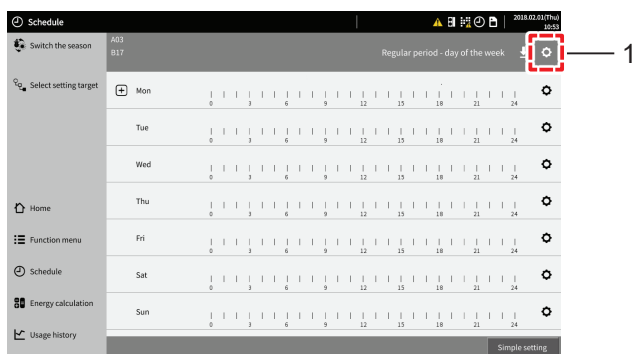 Schedule
2018.02.01(Thu)
10:53
Switch the season
A03
B17
Regular period - day of the week
1
Select setting target
Mon
0 3 6 9 12 15 18 21 24
Tue
0 3 6 9 12 15 18 21 24
Wed
0 3 6 9 12 15 18 21 24
Home
Thu
0 3 6 9 12 15 18 21 24
Function menu
Fri
0 3 6 9 12 15 18 21 24
Schedule
Sat
0 3 6 9 12 15 18 21 24
Energy calculation
Sun
0 3 6 9 12 15 18 21 24
Usage history
Simple setting